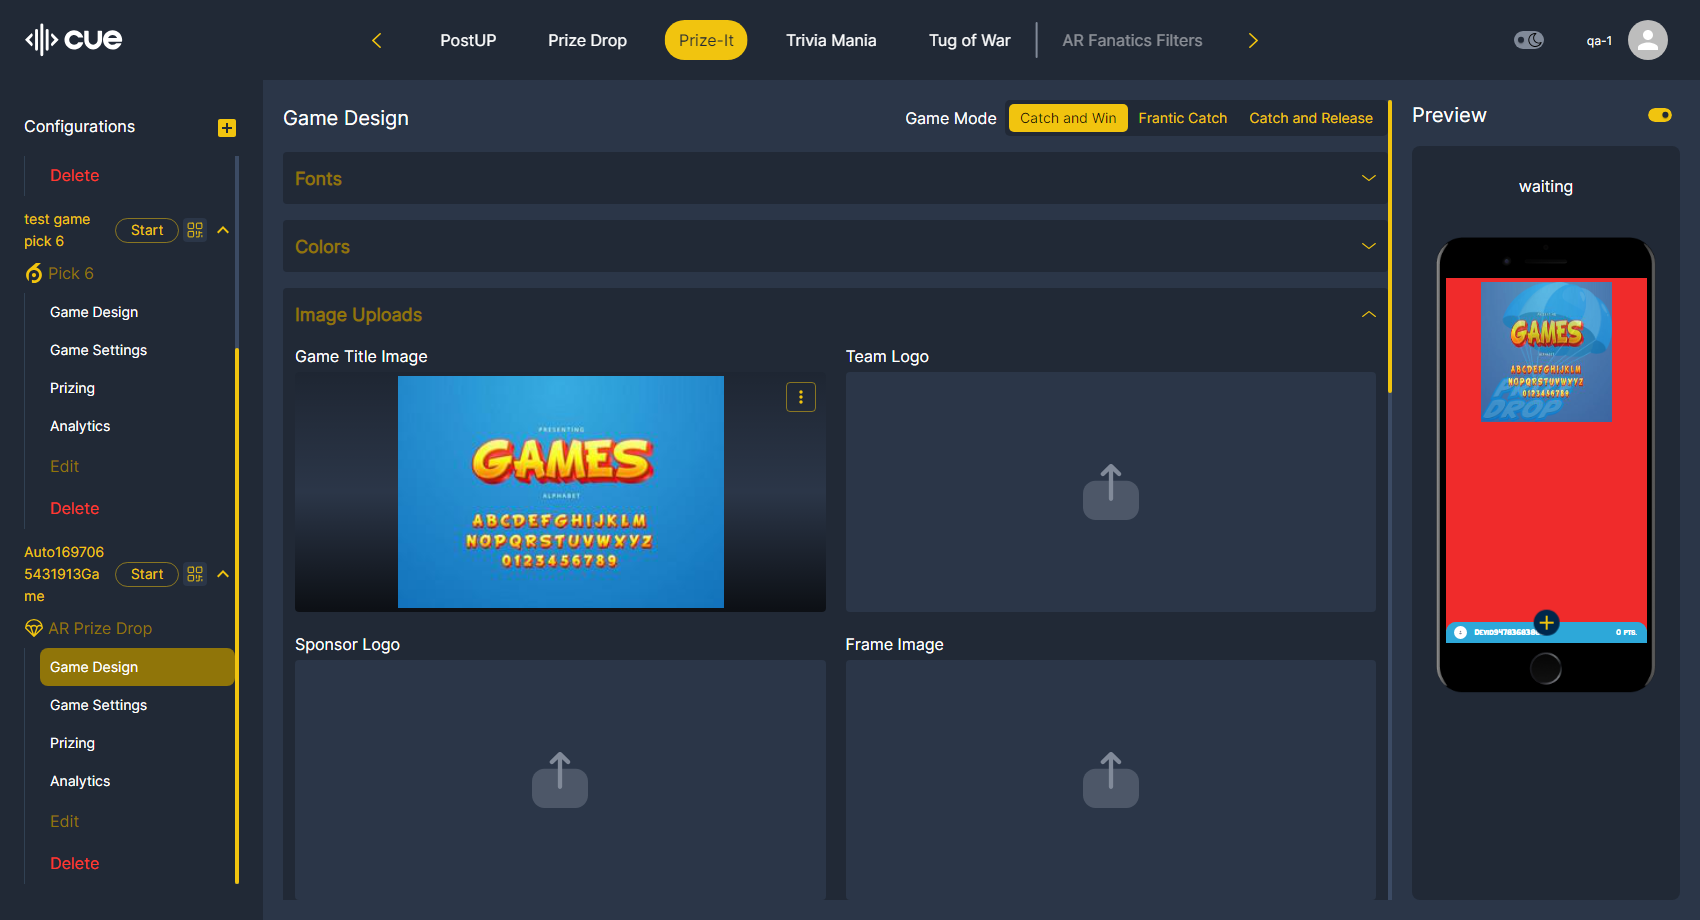 cue
PostUP
Prize Drop
Prize-It
Trivia Mania
Tug of War
AR Fanatics Filters
qa-1
Configurations
Delete
test game
pick 6
Start
Pick 6
Game Design
Game Settings
Prizing
Analytics
Edit
Delete
Auto169706
5431913Ga
me
Start
AR Prize Drop
Game Design
Game Settings
Prizing
Analytics
Edit
Delete
Game Design
Game Mode
Catch and Win
Frantic Catch
Catch and Release
Fonts
Colors
Image Uploads
Game Title Image
PRESENTING
GAMES
ALPHABET
ABCDEFGHIJKLM
NOPQRSTUVWXYZ
0123456789
Team Logo
Sponsor Logo
Frame Image
Preview
waiting
GAMES
ABCDEFGHIJKLM
NOPQRSTUVWXYZ
0123456789
DROP
0 PTS.